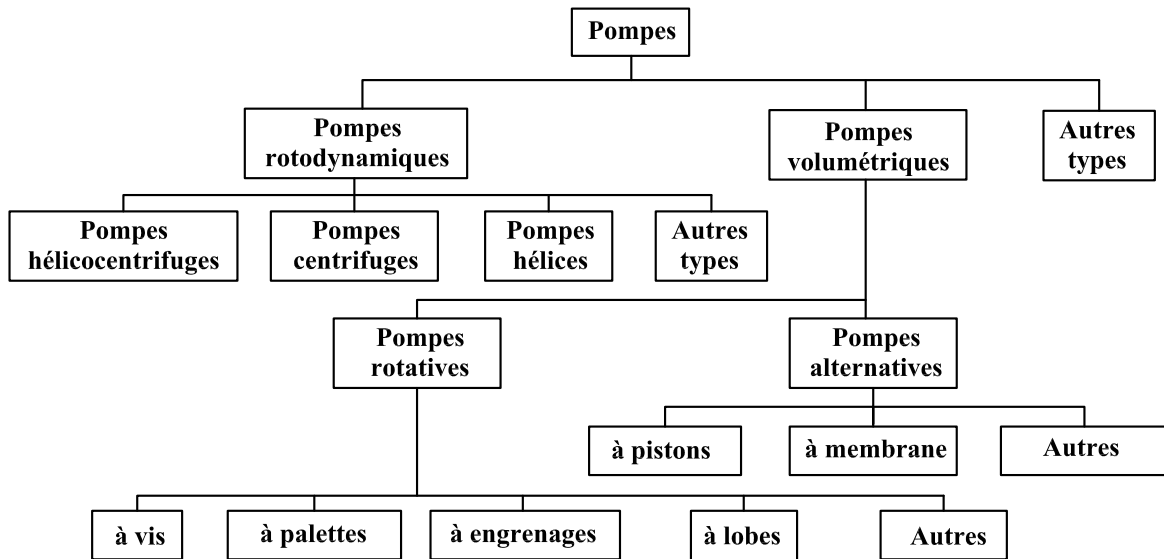 Pompes
Pompes
rotodynamiques
Pompes
volumétriques
Autres
types
Pompes
hélicocentrifuges
Pompes
centrifuges
Pompes
hélices
Autres
types
Pompes
rotatives
Pompes
alternatives
à pistons
à membrane
Autres
à vis
à palettes
à engrenages
à lobes
Autres